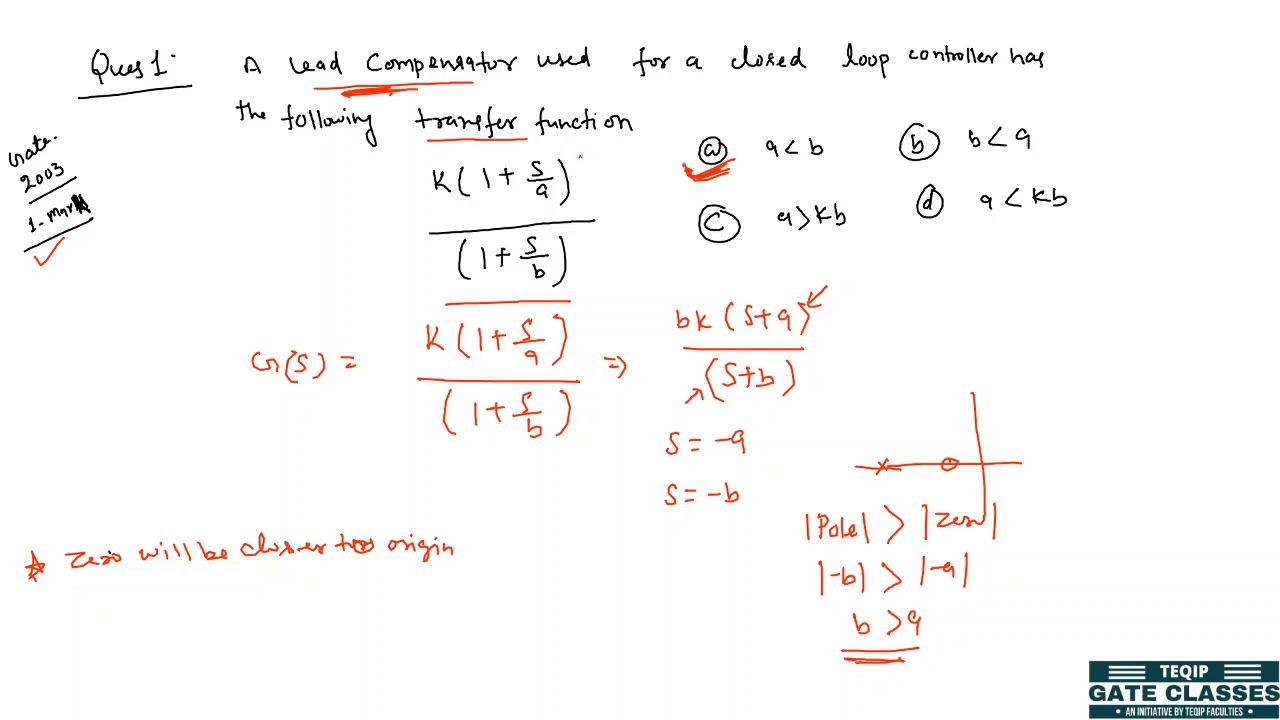 Ques 1. A lead compensator used for a closed loop controller has
the following transfer function
Gate.
2003
1-Mark
K(1 + S/a)
(1 + S/b)
(a) a < b
(b) b < a
(c) a > Kb
(d) a < Kb
G(S) = K(1 + S/a) / (1 + S/b) ⇒ bK(S+a) / (S+b)
S = -a
S = -b
|Pole| > |Zero|
|-b| > |-a|
b > a
☆ Zero will be closer to origin
TEQIP
GATE CLASSES
AN INITIATIVE BY TEQIP FACULTIES